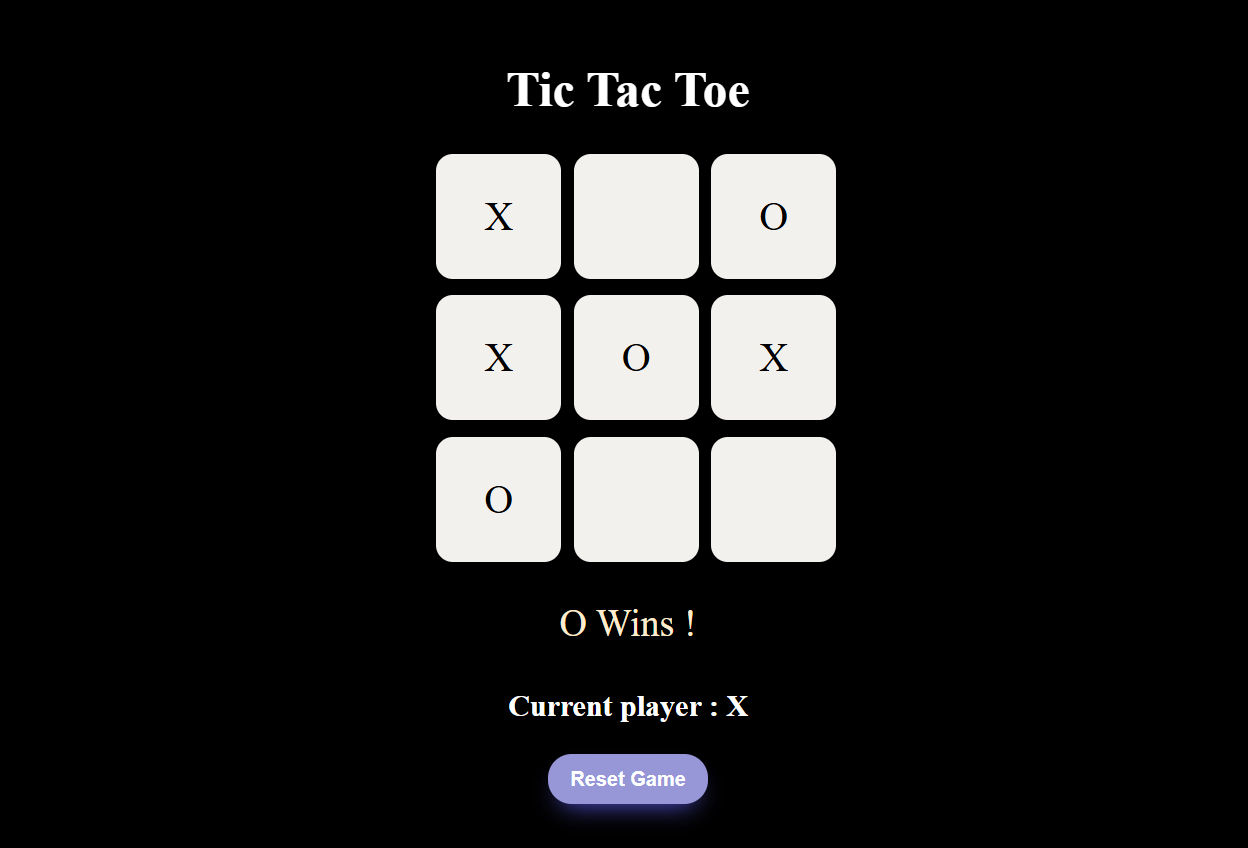 Tic Tac Toe
X O
X O X
O
O Wins !
Current player : X
Reset Game